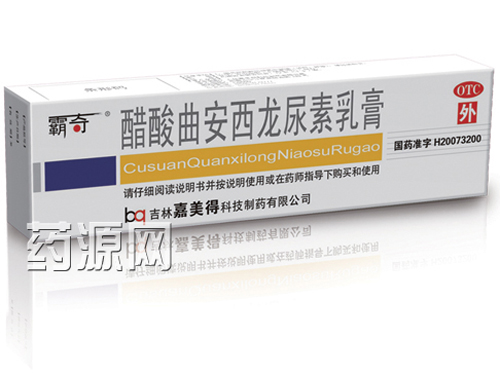 霸奇®
醋酸曲安西龙尿素乳膏
CusuanQuanxilongNiaosuRugao
请仔细阅读说明书并按说明使用或在药师指导下购买和使用
bq 吉林嘉美得科技制药有限公司
OTC
外
国药准字 H20073200
药源网